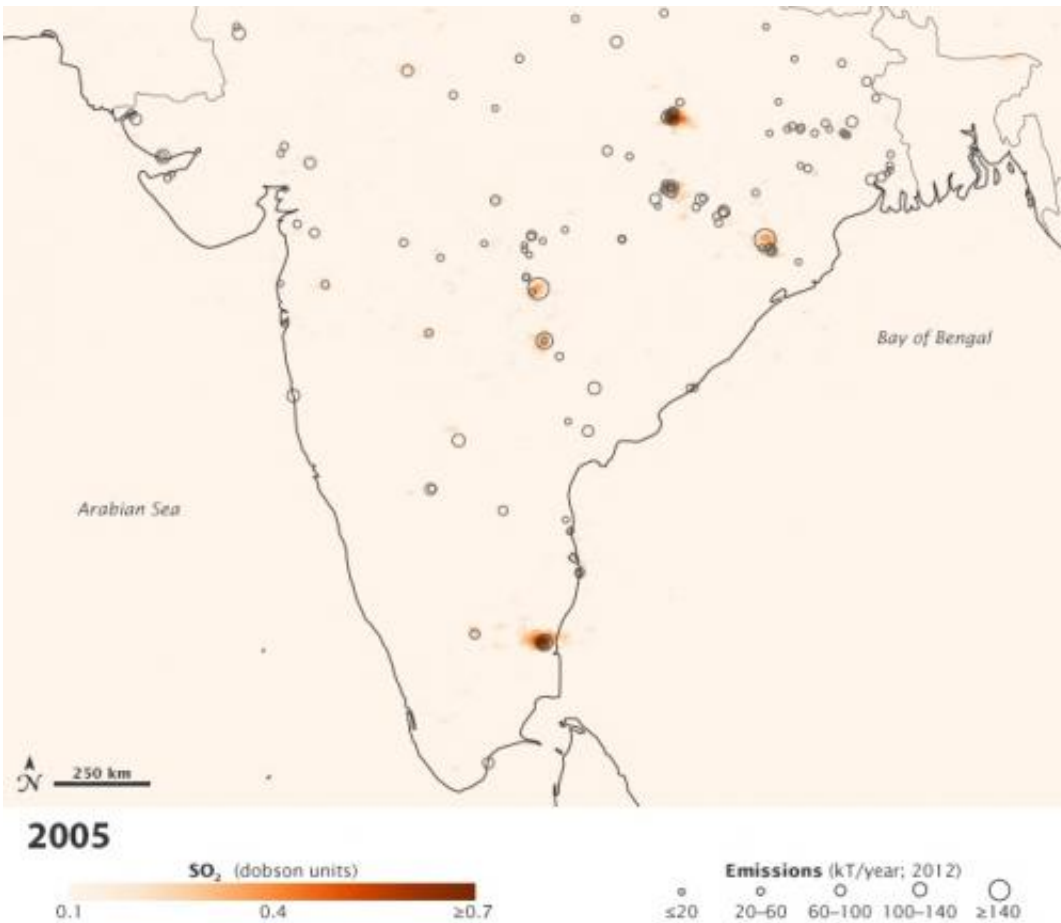 Bay of Bengal
Arabian Sea
N
250 km
2005
SO₂ (dobson units)
0.1 0.4 ≥0.7
Emissions (kT/year; 2012)
≤20 20–60 60–100 100–140 ≥140